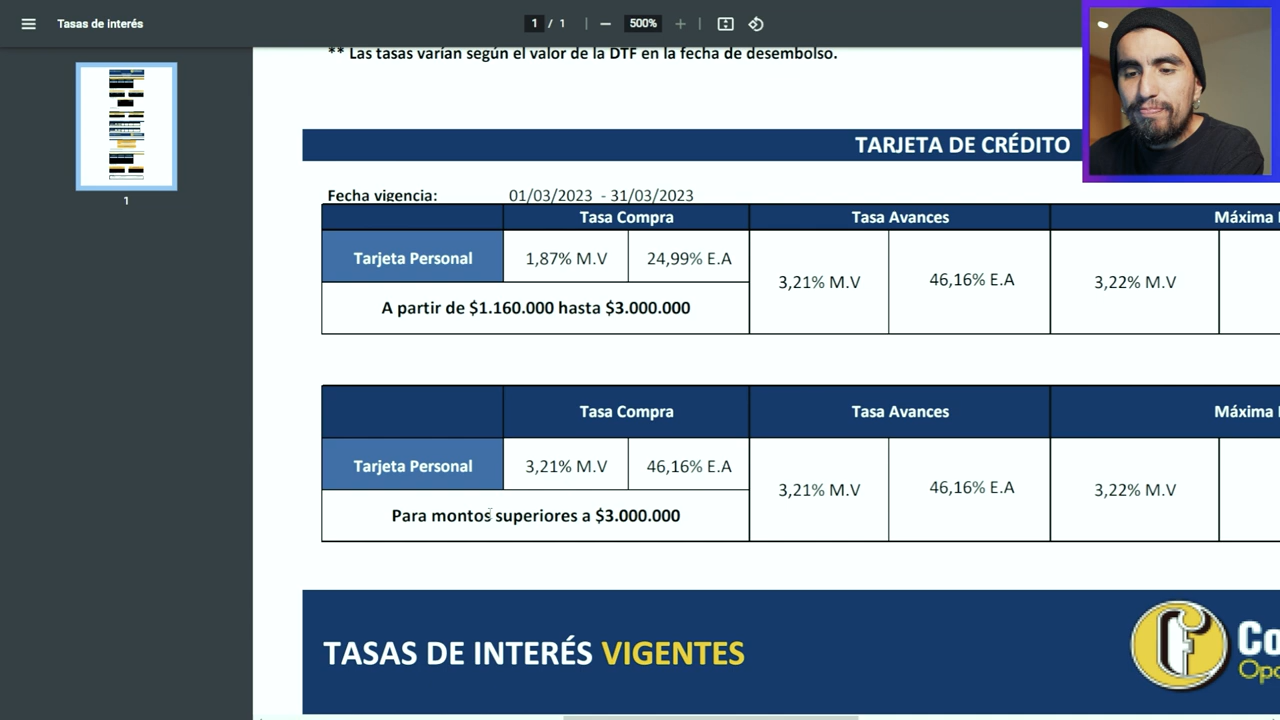 Tasas de interés
1 / 1
500%
** Las tasas varían según el valor de la DTF en la fecha de desembolso.
TARJETA DE CRÉDITO
Fecha vigencia: 01/03/2023 - 31/03/2023
Tasa Compra Tasa Avances Máxima
Tarjeta Personal 1,87% M.V 24,99% E.A 3,21% M.V 46,16% E.A 3,22% M.V
A partir de $1.160.000 hasta $3.000.000
Tasa Compra Tasa Avances Máxima
Tarjeta Personal 3,21% M.V 46,16% E.A 3,21% M.V 46,16% E.A 3,22% M.V
Para montos superiores a $3.000.000
TASAS DE INTERÉS VIGENTES
1